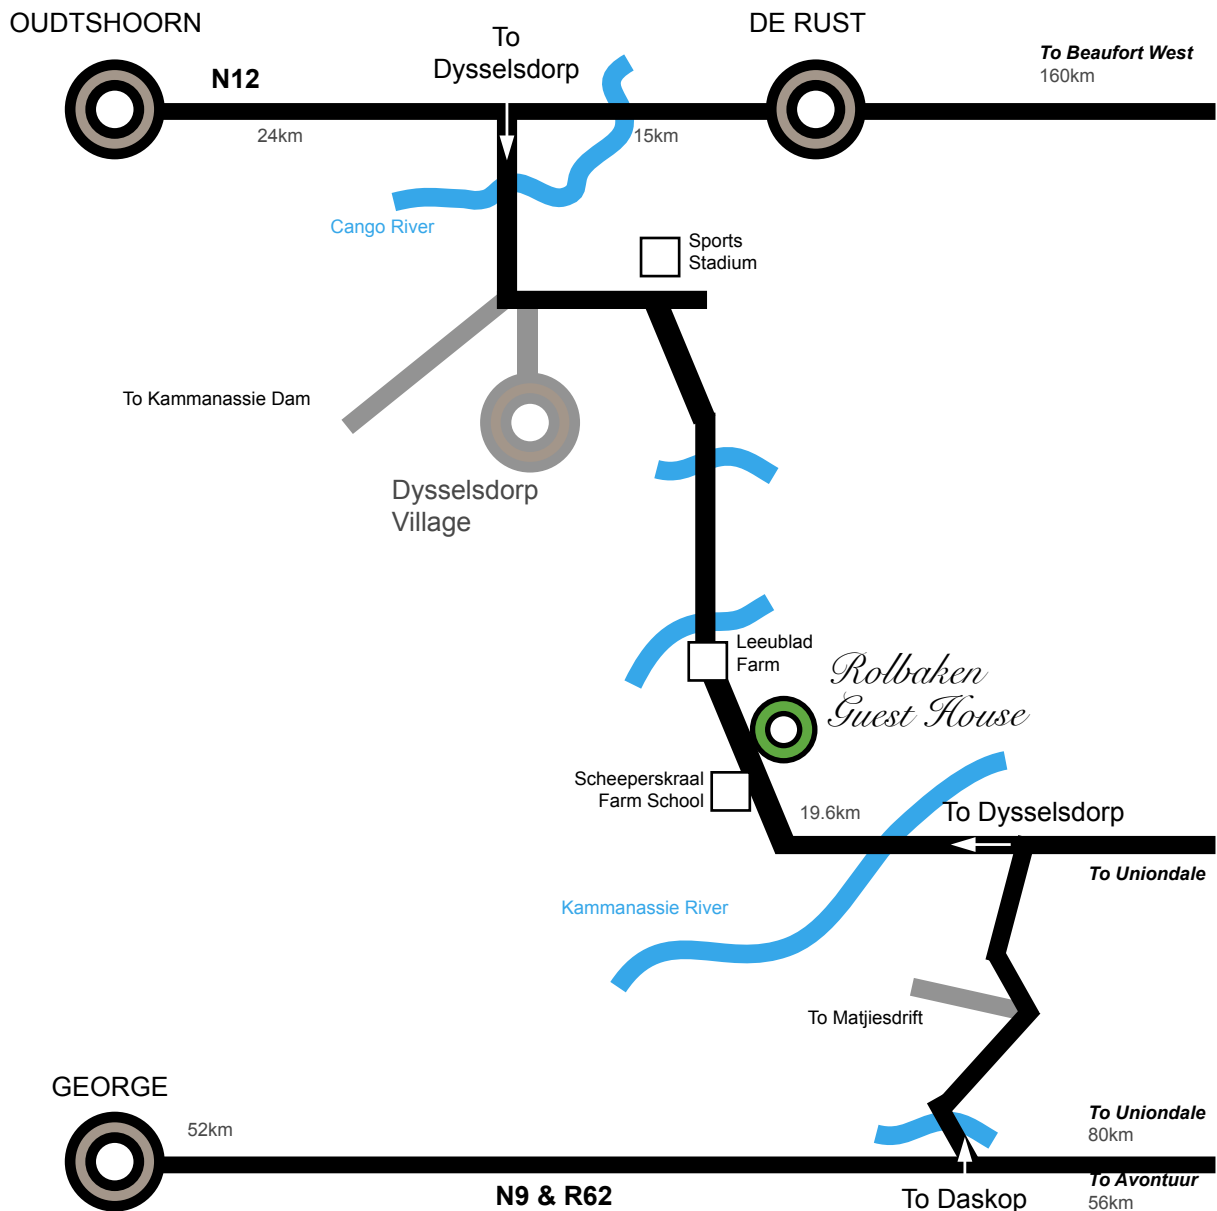 OUDTSHOORN
To
Dysselsdorp
DE RUST
To Beaufort West
160km
N12
24km
15km
Cango River
Sports
Stadium
To Kammanassie Dam
Dysselsdorp
Village
Leeublad
Farm
Rolbaken
Guest House
Scheeperskraal
Farm School
19.6km
To Dysselsdorp
To Uniondale
Kammanassie River
To Matjiesdrift
GEORGE
52km
To Uniondale
80km
To Avontuur
56km
N9 & R62
To Daskop